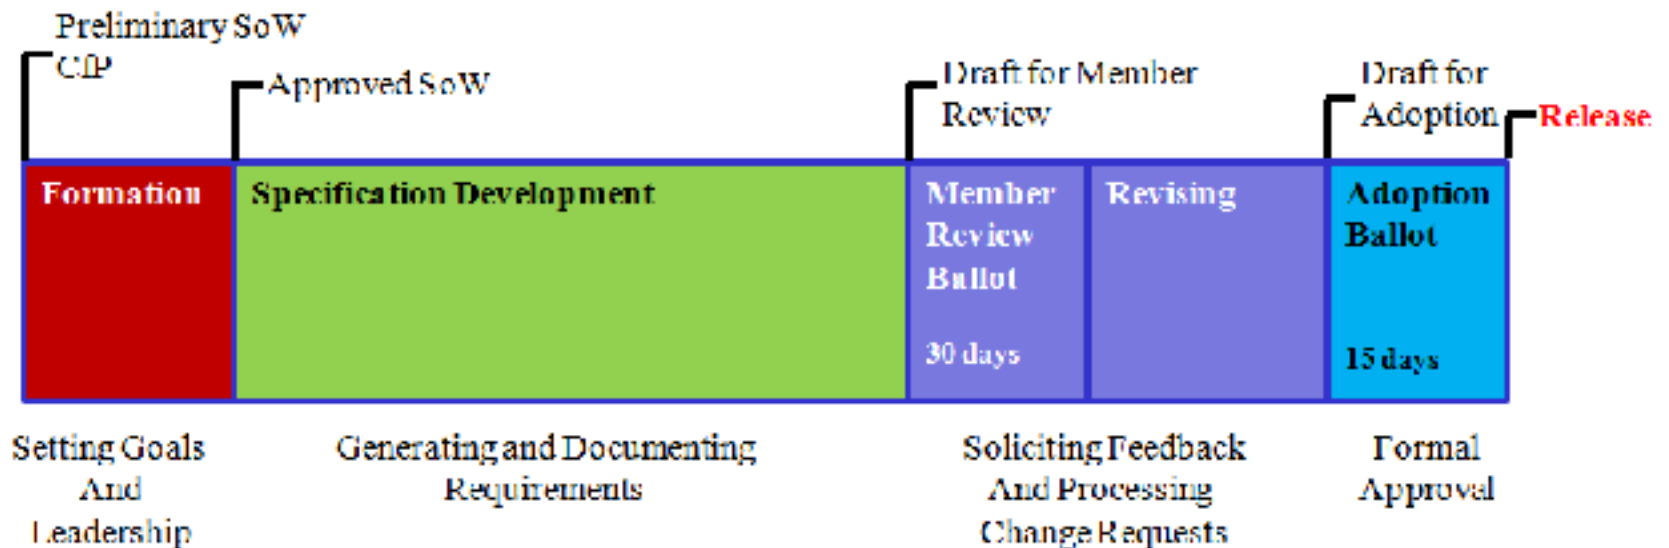 Preliminary SoW
CfP
Approved SoW
Draft for Member
Review
Draft for
Adoption
Release
Formation
Specification Development
Member
Review
Ballot
30 days
Revising
Adoption
Ballot
15 days
Setting Goals
And
Leadership
Generating and Documenting
Requirements
Soliciting Feedback
And Processing
Change Requests
Formal
Approval